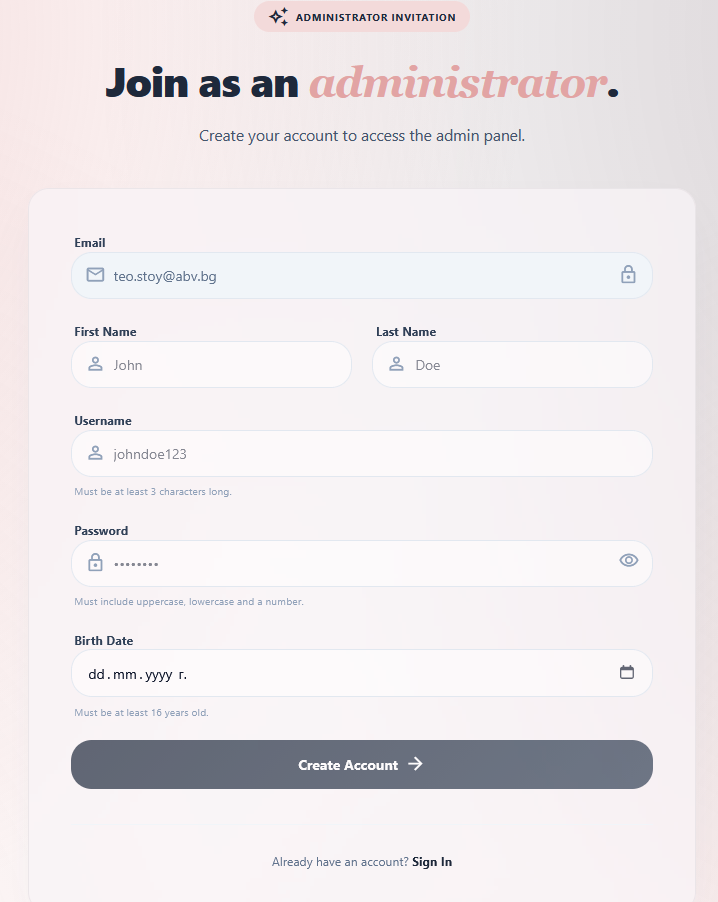 ADMINISTRATOR INVITATION
Join as an administrator.
Create your account to access the admin panel.
Email
teo.stoy@abv.bg
First Name Last Name
John Doe
Username
johndoe123
Must be at least 3 characters long.
Password
••••••••
Must include uppercase, lowercase and a number.
Birth Date
dd.mm.yyyy г.
Must be at least 16 years old.
Create Account →
Already have an account? Sign In